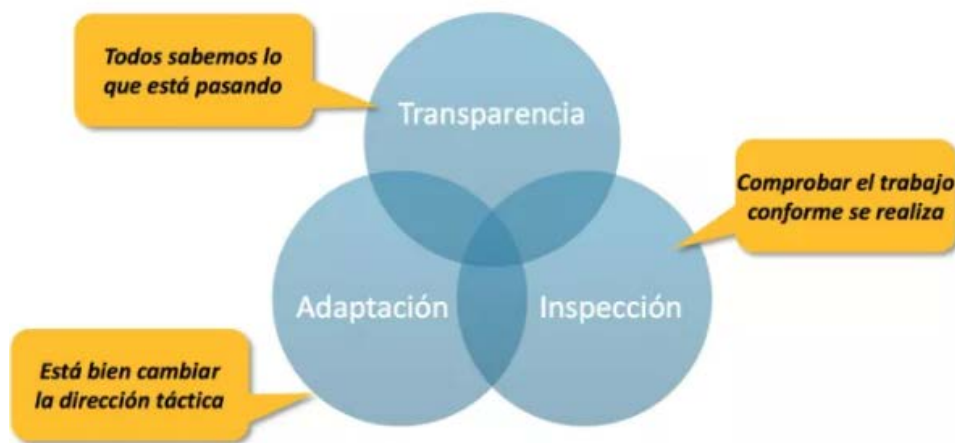 Todos sabemos lo
que está pasando
Transparencia
Comprobar el trabajo
conforme se realiza
Adaptación
Inspección
Está bien cambiar
la dirección táctica